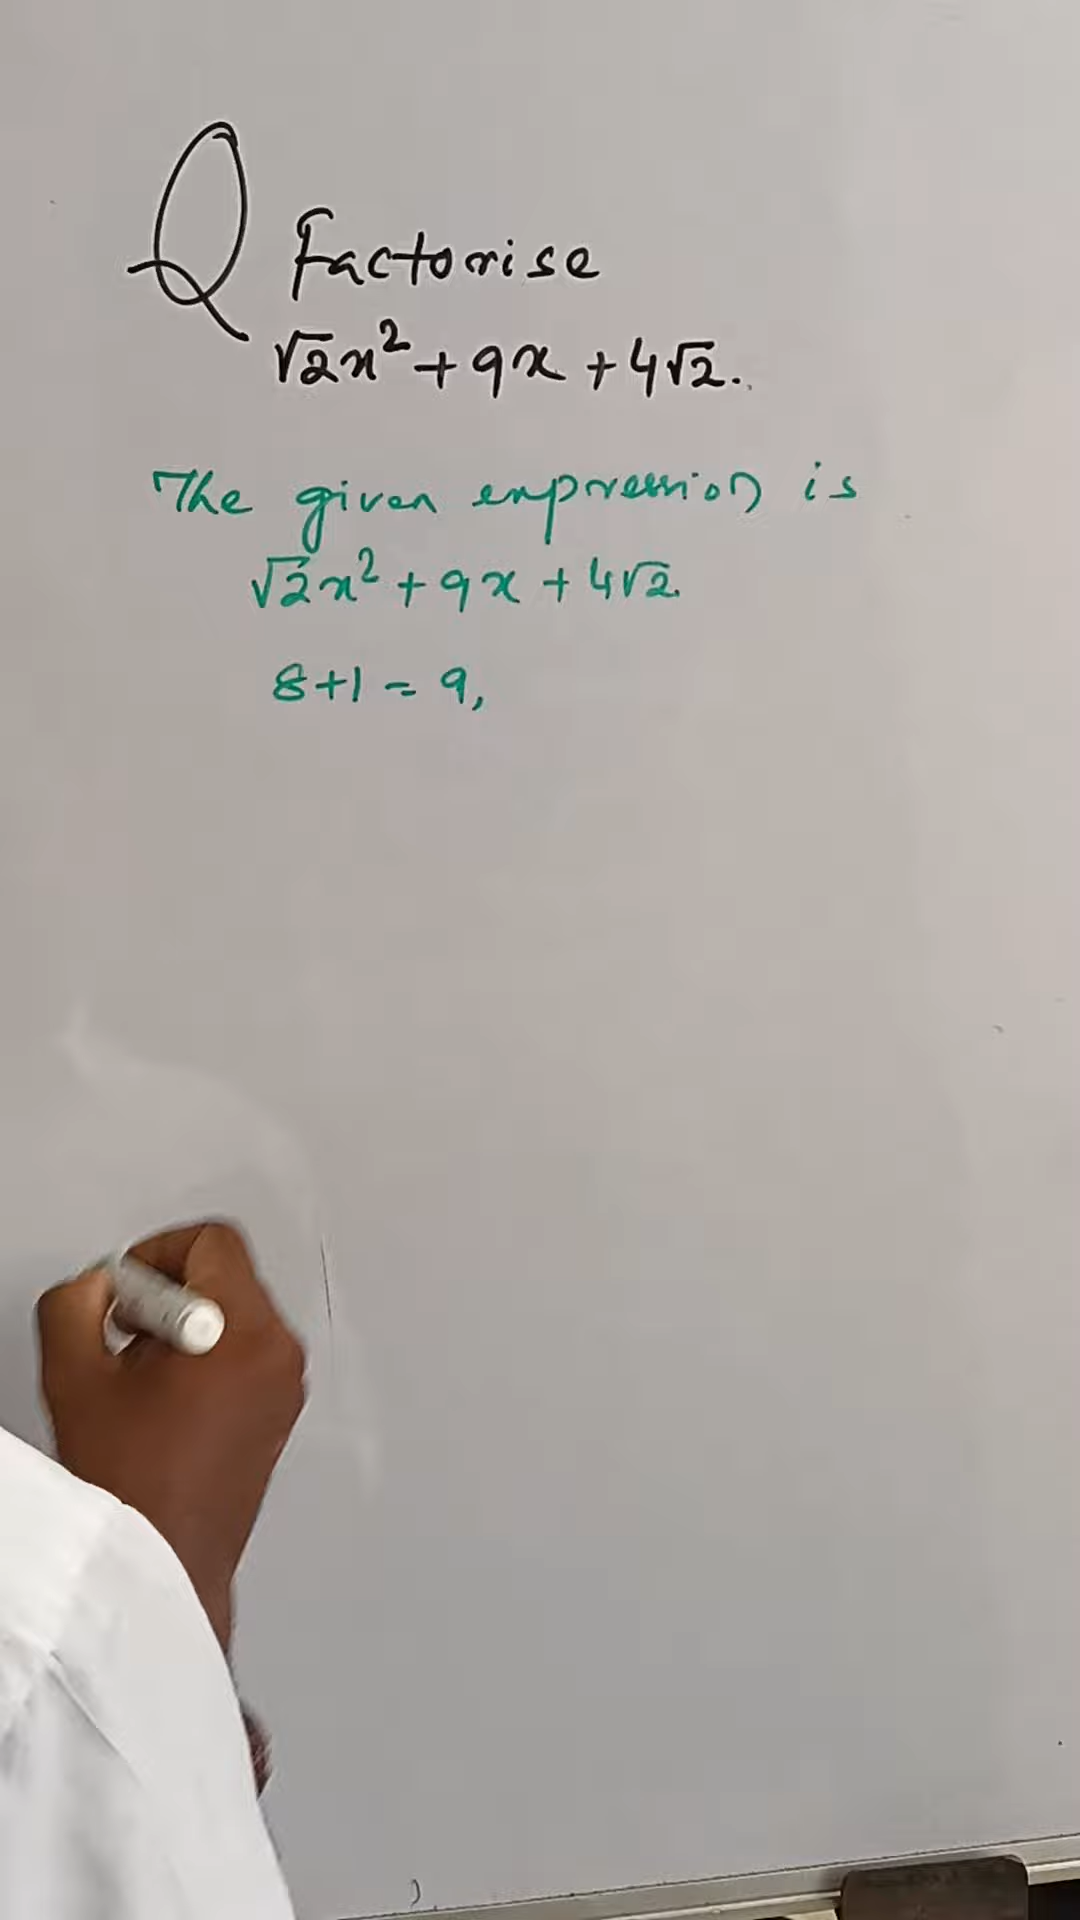 Q Factorise
√2x² + 9x + 4√2.
The given expression is
√2x² + 9x + 4√2.
8+1 = 9,